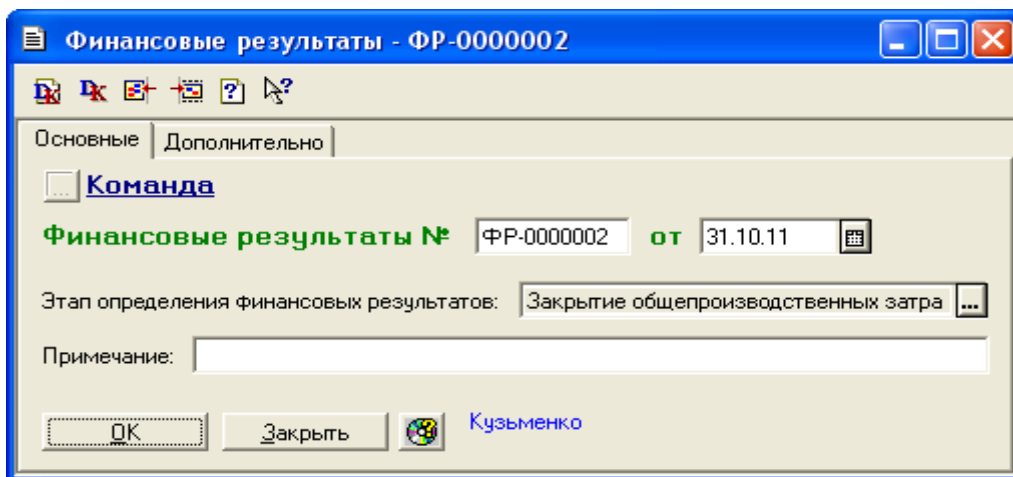 Финансовые результаты - ФР-0000002
Основные Дополнительно
... Команда
Финансовые результаты № ФР-0000002 от 31.10.11
Этап определения финансовых результатов: Закрытие общепроизводственных затра ...
Примечание:
OK Закрыть Кузьменко